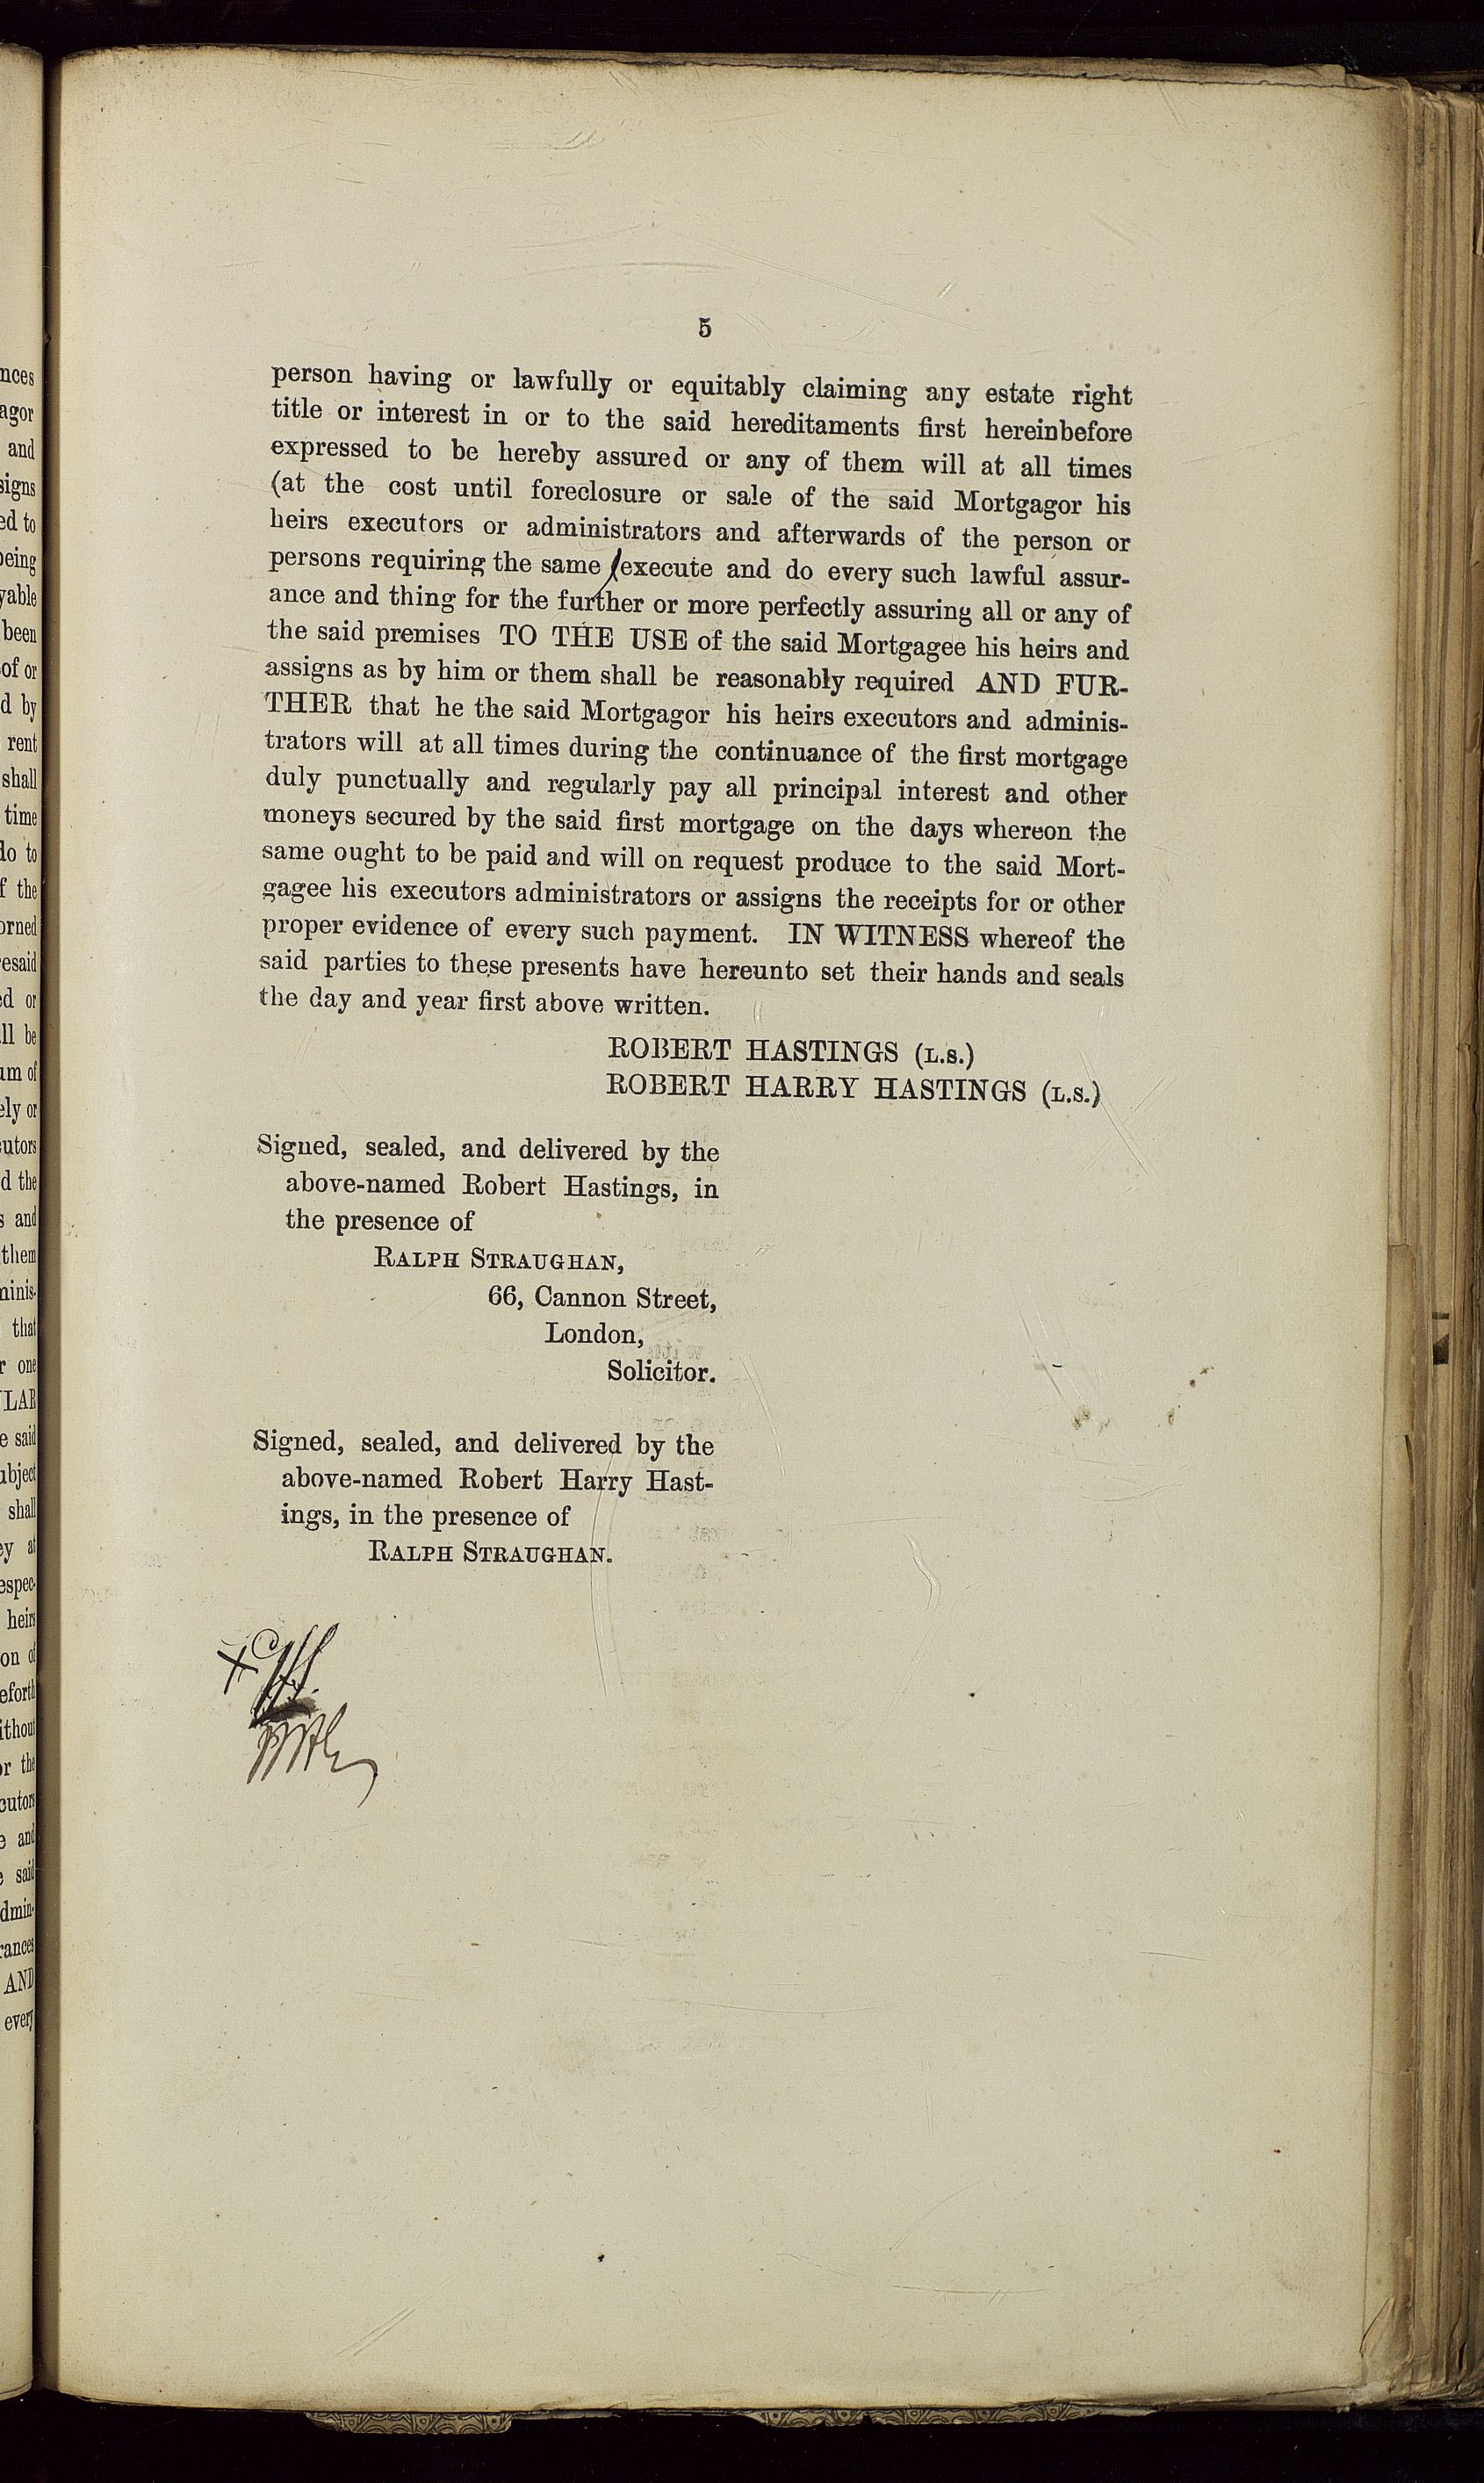 5
person having or lawfully or equitably claiming any estate right
title or interest in or to the said hereditaments first hereinbefore
expressed to be hereby assured or any of them will at all times
(at the cost until foreclosure or sale of the said Mortgagor his
heirs executors or administrators and afterwards of the person or
persons requiring the same execute and do every such lawful assur-
ance and thing for the further or more perfectly assuring all or any of
the said premises TO THE USE of the said Mortgagee his heirs and
assigns as by him or them shall be reasonably required AND FUR-
THER that he the said Mortgagor his heirs executors and adminis-
trators will at all times during the continuance of the first mortgage
duly punctually and regularly pay all principal interest and other
moneys secured by the said first mortgage on the days whereon the
same ought to be paid and will on request produce to the said Mort-
gagee his executors administrators or assigns the receipts for or other
proper evidence of every such payment. IN WITNESS whereof the
said parties to these presents have hereunto set their hands and seals
the day and year first above written.
ROBERT HASTINGS (L.S.)
ROBERT HARRY HASTINGS (L.S.)
Signed, sealed, and delivered by the
above-named Robert Hastings, in
the presence of
RALPH STRAUGHAN,
66, Cannon Street,
London,
Solicitor.
Signed, sealed, and delivered by the
above-named Robert Harry Hast-
ings, in the presence of
RALPH STRAUGHAN.